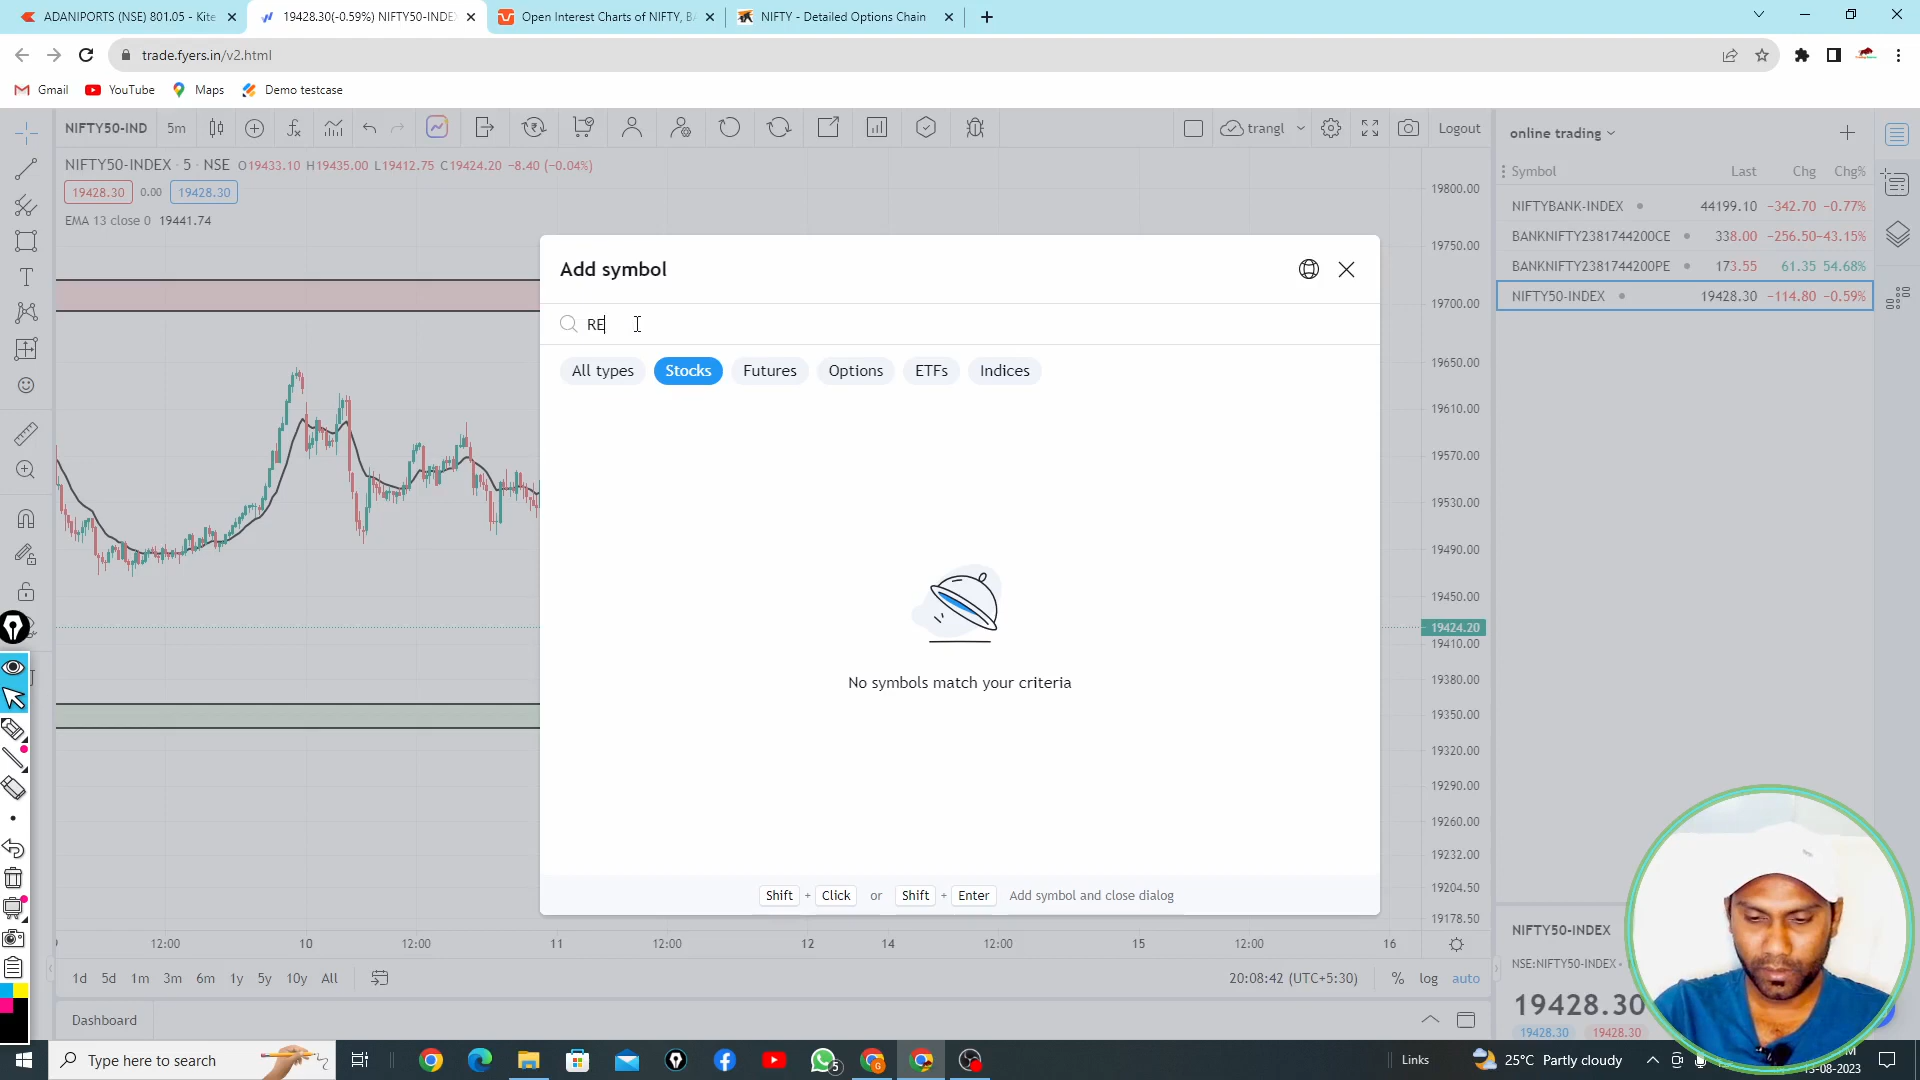 ADANIPORTS (NSE) 801.05 - Kite
19428.30(-0.59%) NIFTY50-INDEX
Open Interest Charts of NIFTY, BA
NIFTY - Detailed Options Chain
trade.fyers.in/v2.html
Gmail YouTube Maps Demo testcase
NIFTY50-IND 5m trangl Logout
NIFTY50-INDEX · 5 · NSE O19433.10 H19435.00 L19412.75 C19424.20 −8.40 (−0.04%)
19428.30 0.00 19428.30
EMA 13 close 0 19441.74
online trading
Symbol Last Chg Chg%
NIFTYBANK-INDEX 44199.10 −342.70 −0.77%
BANKNIFTY2381744200CE 338.00 −256.50 −43.15%
BANKNIFTY2381744200PE 173.55 61.35 54.68%
NIFTY50-INDEX 19428.30 −114.80 −0.59%
Add symbol
RE
All types Stocks Futures Options ETFs Indices
No symbols match your criteria
Shift + Click or Shift + Enter Add symbol and close dialog
19800.00
19750.00
19700.00
19650.00
19610.00
19570.00
19530.00
19490.00
19450.00
19424.20
19410.00
19380.00
19350.00
19320.00
19290.00
19260.00
19232.00
19204.50
19178.50
12:00 10 12:00 11 12:00 12 14 12:00 15 12:00 16
1d 5d 1m 3m 6m 1y 5y 10y All
20:08:42 (UTC+5:30) % log auto
NIFTY50-INDEX
NSE:NIFTY50-INDEX
19428.30
19428.30 19428.30
Dashboard
Type here to search
5
Links
25°C Partly cloudy
-08-2023